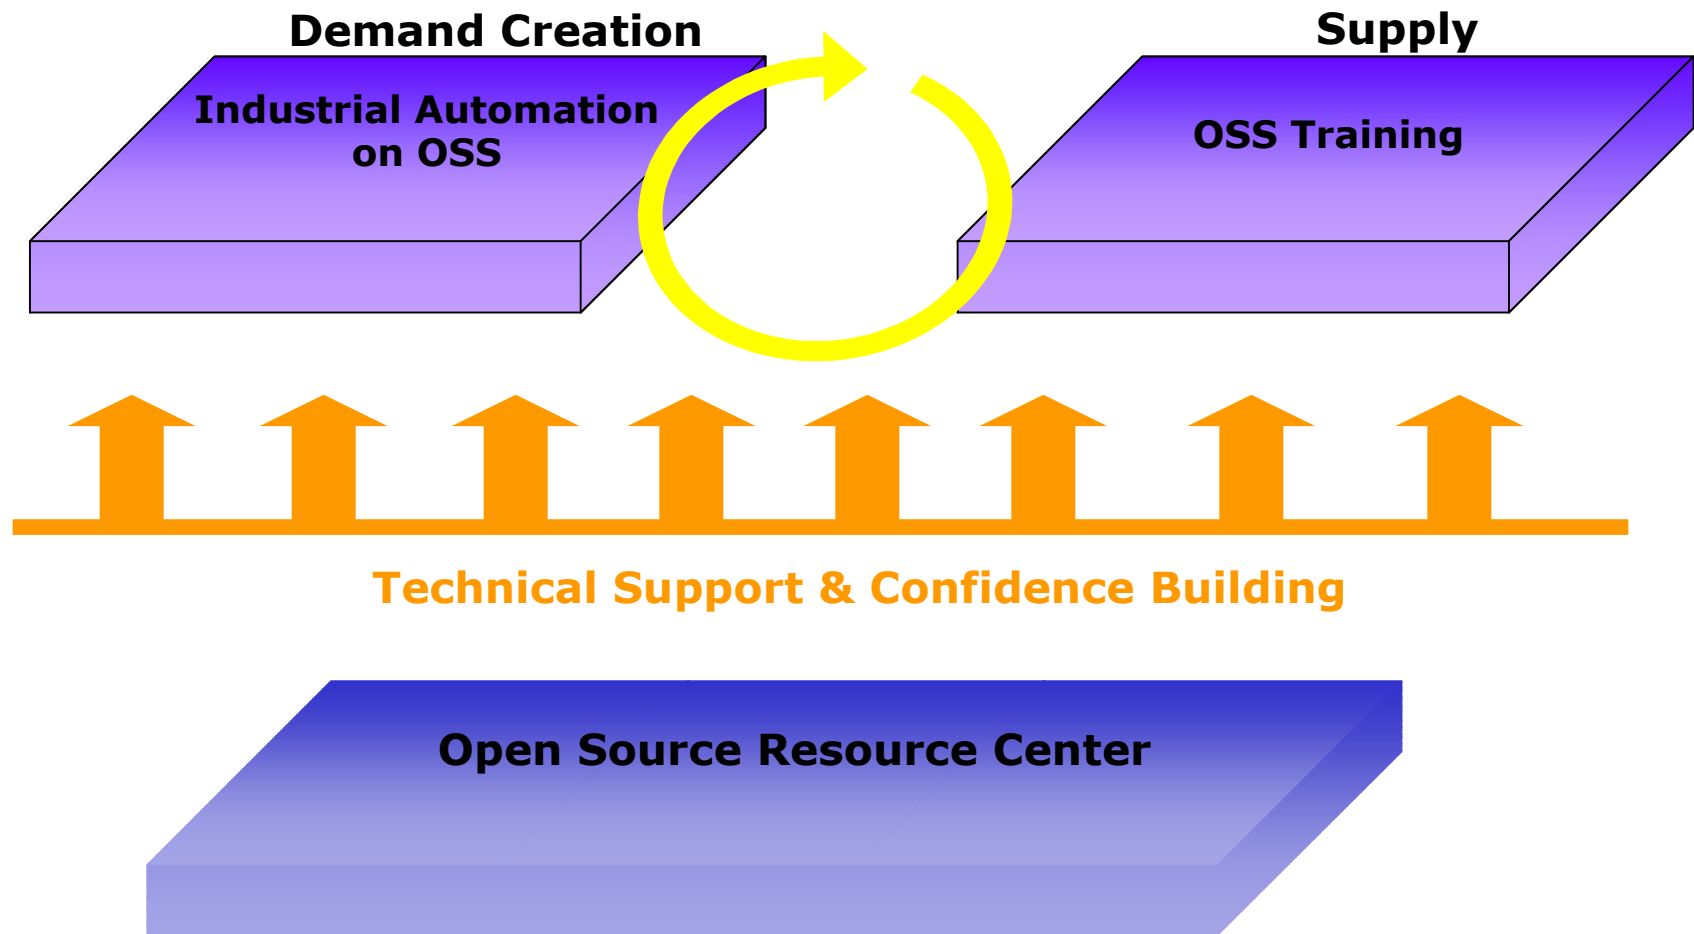 Demand Creation
Supply
Industrial Automation
on OSS
OSS Training
Technical Support & Confidence Building
Open Source Resource Center